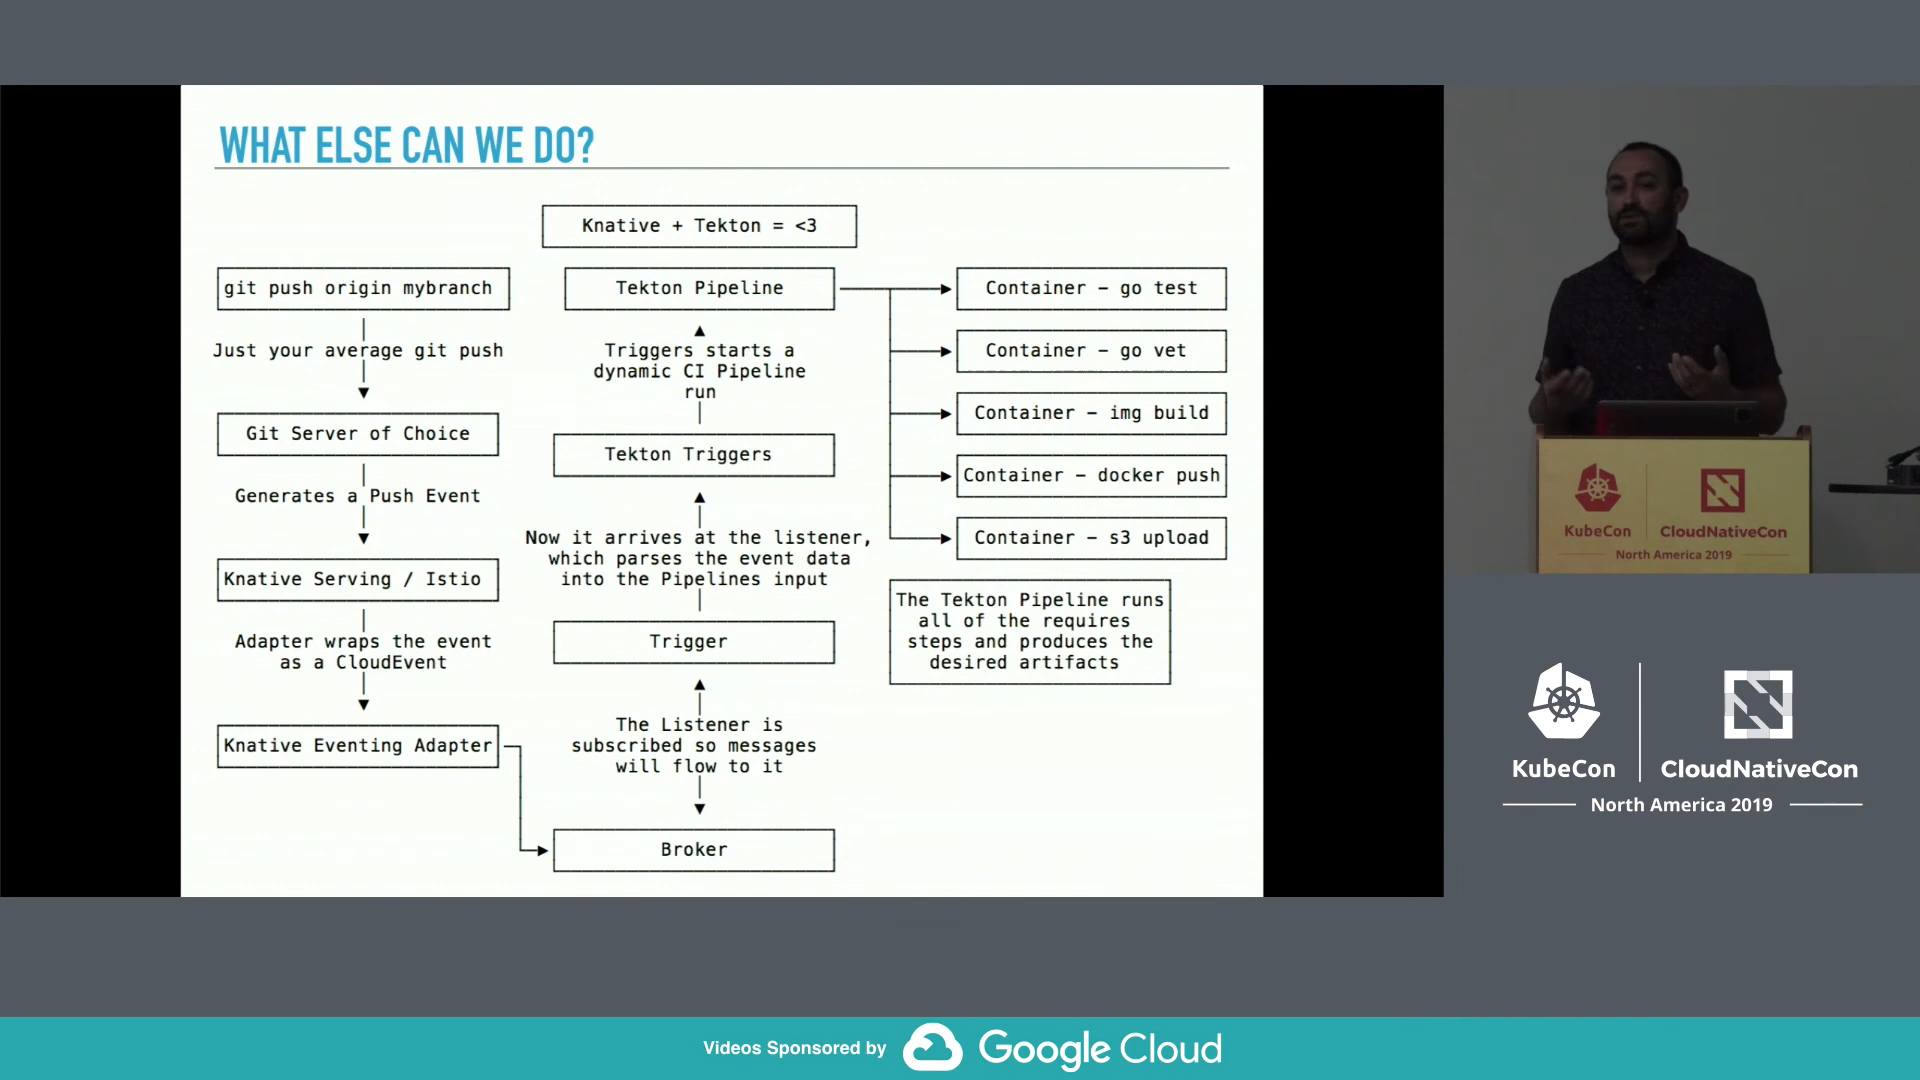 WHAT ELSE CAN WE DO?
Knative + Tekton = <3
git push origin mybranch
Just your average git push
Git Server of Choice
Generates a Push Event
Knative Serving / Istio
Adapter wraps the event
as a CloudEvent
Knative Eventing Adapter
Tekton Pipeline
Triggers starts a
dynamic CI Pipeline
run
Tekton Triggers
Now it arrives at the listener,
which parses the event data
into the Pipelines input
Trigger
The Listener is
subscribed so messages
will flow to it
Broker
Container - go test
Container - go vet
Container - img build
Container - docker push
Container - s3 upload
The Tekton Pipeline runs
all of the requires
steps and produces the
desired artifacts
KubeCon
CloudNativeCon
North America 2019
KubeCon
CloudNativeCon
North America 2019
Videos Sponsored by
Google Cloud